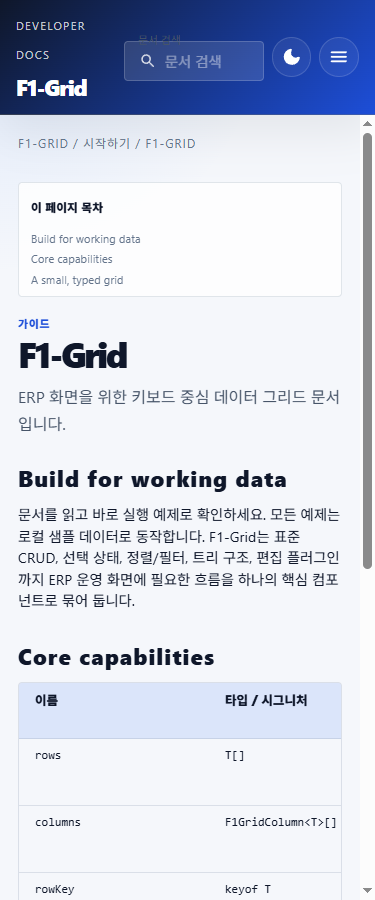 DEVELOPER
DOCS
F1-Grid
문서 검색
문서 검색
F1-GRID / 시작하기 / F1-GRID
이 페이지 목차
Build for working data
Core capabilities
A small, typed grid
가이드
F1-Grid
ERP 화면을 위한 키보드 중심 데이터 그리드 문서
입니다.
Build for working data
문서를 읽고 바로 실행 예제로 확인하세요. 모든 예제는
로컬 샘플 데이터로 동작합니다. F1-Grid는 표준
CRUD, 선택 상태, 정렬/필터, 트리 구조, 편집 플러그인
까지 ERP 운영 화면에 필요한 흐름을 하나의 핵심 컴포
넌트로 묶어 둡니다.
Core capabilities
이름 타입 / 시그니처
rows T[]
columns F1GridColumn<T>[]
rowKey keyof T